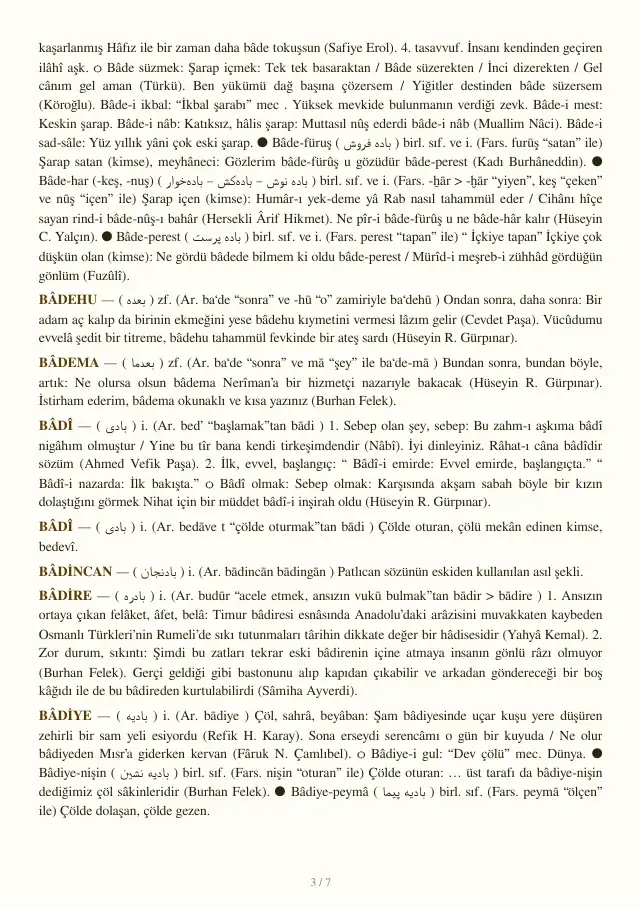 kaşarlanmış Hâfız ile bir zaman daha bâde tokuşsun (Safiye Erol). 4. tasavvuf. İnsanı kendinden geçiren
ilâhî aşk. ѻ Bâde süzmek: Şarap içmek: Tek tek basaraktan / Bâde süzerekten / İnci dizerekten / Gel
cânım gel aman (Türkü). Ben yükümü dağ başına çözersem / Yiğitler destinden bâde süzersem
(Köroğlu). Bâde-i ikbal: “İkbal şarabı” mec . Yüksek mevkide bulunmanın verdiği zevk. Bâde-i mest:
Keskin şarap. Bâde-i nâb: Katıksız, hâlis şarap: Muttasıl nûş ederdi bâde-i nâb (Muallim Nâci). Bâde-i
sad-sâle: Yüz yıllık yâni çok eski şarap. ● Bâde-füruş ( باده فروش ) birl. sıf. ve i. (Fars. furūş “satan” ile)
Şarap satan (kimse), meyhâneci: Gözlerim bâde-fürûş u gözüdür bâde-perest (Kadı Burhâneddin). ●
Bâde-har (-keş, -nuş) ( باده نوش – باده‌كش – باده‌خوار ) birl. sıf. ve i. (Fars. -ḫār > -ḫār “yiyen”, keş “çeken”
ve nūş “içen” ile) Şarap içen (kimse): Humâr-ı yek-deme yâ Rab nasıl tahammül eder / Cihânı hîçe
sayan rind-i bâde-nûş-ı bahâr (Hersekli Ârif Hikmet). Ne pîr-i bâde-fürûş u ne bâde-hâr kalır (Hüseyin
C. Yalçın). ● Bâde-perest ( باده پرست ) birl. sıf. ve i. (Fars. perest “tapan” ile) “ İçkiye tapan” İçkiye çok
düşkün olan (kimse): Ne gördü bâdede bilmem ki oldu bâde-perest / Mürîd-i meşreb-i zühhâd gördüğün
gönlüm (Fuzûlî).
BÂDEHU — ( بعده ) zf. (Ar. ba‘de “sonra” ve -hū “o” zamiriyle ba‘dehū ) Ondan sonra, daha sonra: Bir
adam aç kalıp da birinin ekmeğini yese bâdehu kıymetini vermesi lâzım gelir (Cevdet Paşa). Vücûdumu
evvelâ şedit bir titreme, bâdehu tahammül fevkinde bir ateş sardı (Hüseyin R. Gürpınar).
BÂDEMA — ( بعدما ) zf. (Ar. ba‘de “sonra” ve mā “şey” ile ba‘de-mā ) Bundan sonra, bundan böyle,
artık: Ne olursa olsun bâdema Nerîman’a bir hizmetçi nazarıyle bakacak (Hüseyin R. Gürpınar).
İstirham ederim, bâdema okunaklı ve kısa yazınız (Burhan Felek).
BÂDÎ — ( بادی ) i. (Ar. bed’ “başlamak”tan bādi ) 1. Sebep olan şey, sebep: Bu zahm-ı aşkıma bâdî
nigâhım olmuştur / Yine bu tîr bana kendi tirkeşimdendir (Nâbî). İyi dinleyiniz. Râhat-ı câna bâdîdir
sözüm (Ahmed Vefik Paşa). 2. İlk, evvel, başlangıç: “ Bâdî-i emirde: Evvel emirde, başlangıçta.” “
Bâdî-i nazarda: İlk bakışta.” ѻ Bâdî olmak: Sebep olmak: Karşısında akşam sabah böyle bir kızın
dolaştığını görmek Nihat için bir müddet bâdî-i inşirah oldu (Hüseyin R. Gürpınar).
BÂDÎ — ( بادی ) i. (Ar. bedāve t “çölde oturmak”tan bādi ) Çölde oturan, çölü mekân edinen kimse,
bedevî.
BÂDİNCAN — ( بادنجان ) i. (Ar. bādincān bādingān ) Patlıcan sözünün eskiden kullanılan asıl şekli.
BÂDİRE — ( بادره ) i. (Ar. budūr “acele etmek, ansızın vukū bulmak”tan bādir > bādire ) 1. Ansızın
ortaya çıkan felâket, âfet, belâ: Timur bâdiresi esnâsında Anadolu’daki arâzisini muvakkaten kaybeden
Osmanlı Türkleri’nin Rumeli’de sıkı tutunmaları târihin dikkate değer bir hâdisesidir (Yahyâ Kemal). 2.
Zor durum, sıkıntı: Şimdi bu zatları tekrar eski bâdirenin içine atmaya insanın gönlü râzı olmuyor
(Burhan Felek). Gerçi geldiği gibi bastonunu alıp kapıdan çıkabilir ve arkadan göndereceği bir boş
kâğıdı ile de bu bâdireden kurtulabilirdi (Sâmiha Ayverdi).
BÂDİYE — ( باديه ) i. (Ar. bādiye ) Çöl, sahrâ, beyâban: Şam bâdiyesinde uçar kuşu yere düşüren
zehirli bir sam yeli esiyordu (Refik H. Karay). Sona erseydi serencâmı o gün bir kuyuda / Ne olur
bâdiyeden Mısr’a giderken kervan (Fâruk N. Çamlıbel). ѻ Bâdiye-i gul: “Dev çölü” mec. Dünya. ●
Bâdiye-nişin ( باديه نشين ) birl. sıf. (Fars. nişin “oturan” ile) Çölde oturan: … üst tarafı da bâdiye-nişin
dediğimiz çöl sâkinleridir (Burhan Felek). ● Bâdiye-peymâ ( باديه پيما ) birl. sıf. (Fars. peymā “ölçen”
ile) Çölde dolaşan, çölde gezen.
3 / 7